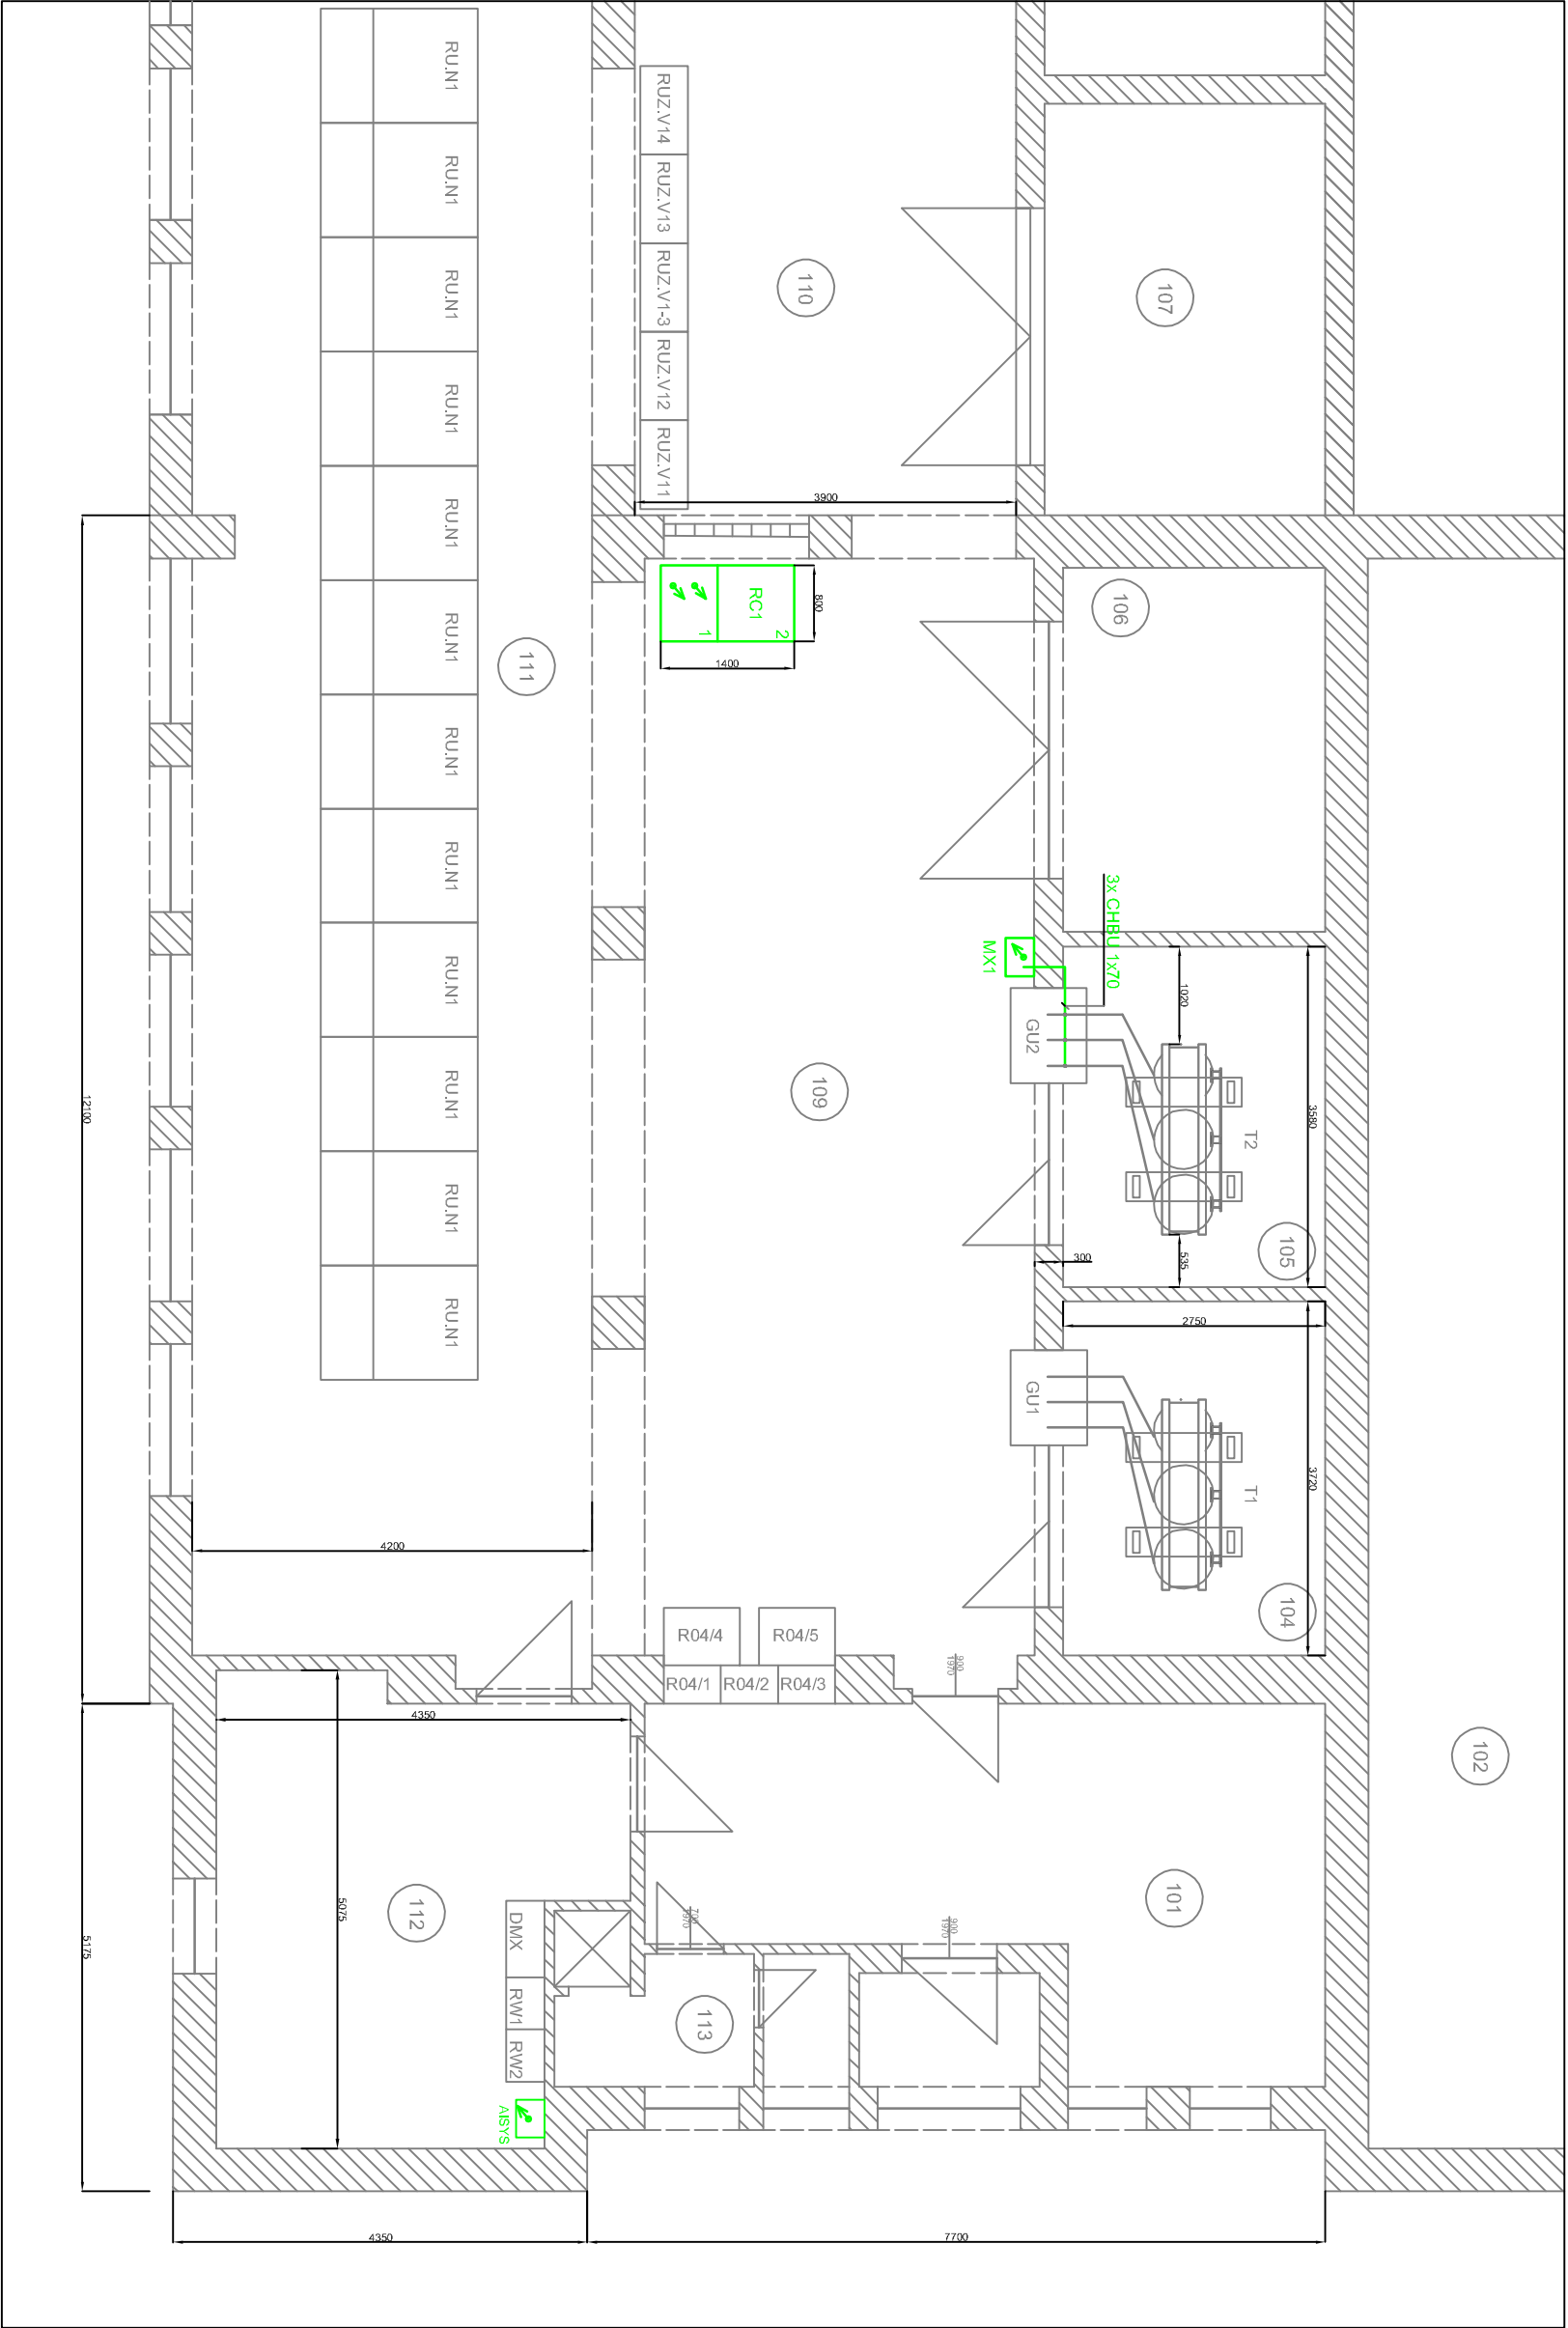 RU.N1
RU.N1
RU.N1
RU.N1
RU.N1
RU.N1
RU.N1
RU.N1
RU.N1
RU.N1
RU.N1
RU.N1
RUZ.V14
RUZ.V13
RUZ.V1-3
RUZ.V12
RUZ.V11
110
107
3900
106
RC1
1
2
800
1400
111
3x CHBU 1x70
MX1
GU2
1020
3580
T2
109
105
535
300
12100
2750
GU1
3720
T1
104
4200
R04/4
R04/5
R04/1
R04/2
R04/3
900
1970
4350
102
101
112
5075
5175
DMX
RW1
RW2
700
1970
900
1970
113
AISYS
4350
7700